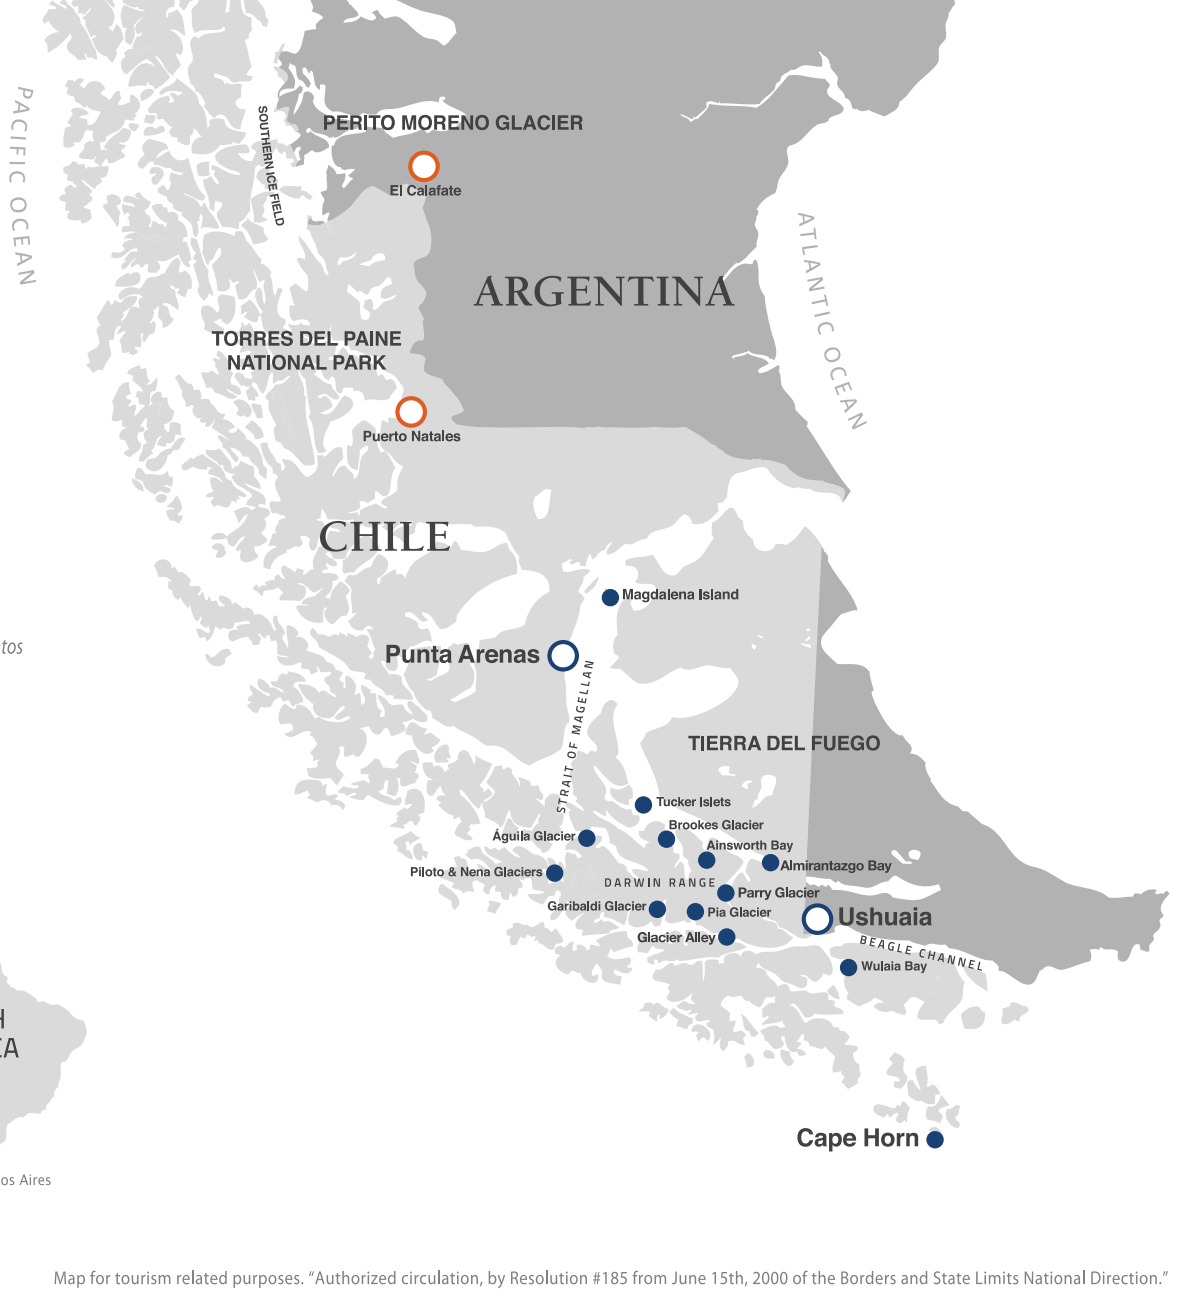 PACIFIC OCEAN
SOUTHERN ICE FIELD
PERITO MORENO GLACIER
El Calafate
ARGENTINA
ATLANTIC OCEAN
TORRES DEL PAINE
NATIONAL PARK
Puerto Natales
CHILE
Magdalena Island
tos
Punta Arenas
STRAIT OF MAGELLAN
TIERRA DEL FUEGO
Tucker Islets
Brookes Glacier
Águila Glacier
Ainsworth Bay
Almirantazgo Bay
Piloto & Nena Glaciers
DARWIN RANGE
Parry Glacier
Garibaldi Glacier
Pia Glacier
Ushuaia
Glacier Alley
BEAGLE CHANNEL
Wulaia Bay
H
CA
Cape Horn
os Aires
Map for tourism related purposes. “Authorized circulation, by Resolution #185 from June 15th, 2000 of the Borders and State Limits National Direction.”